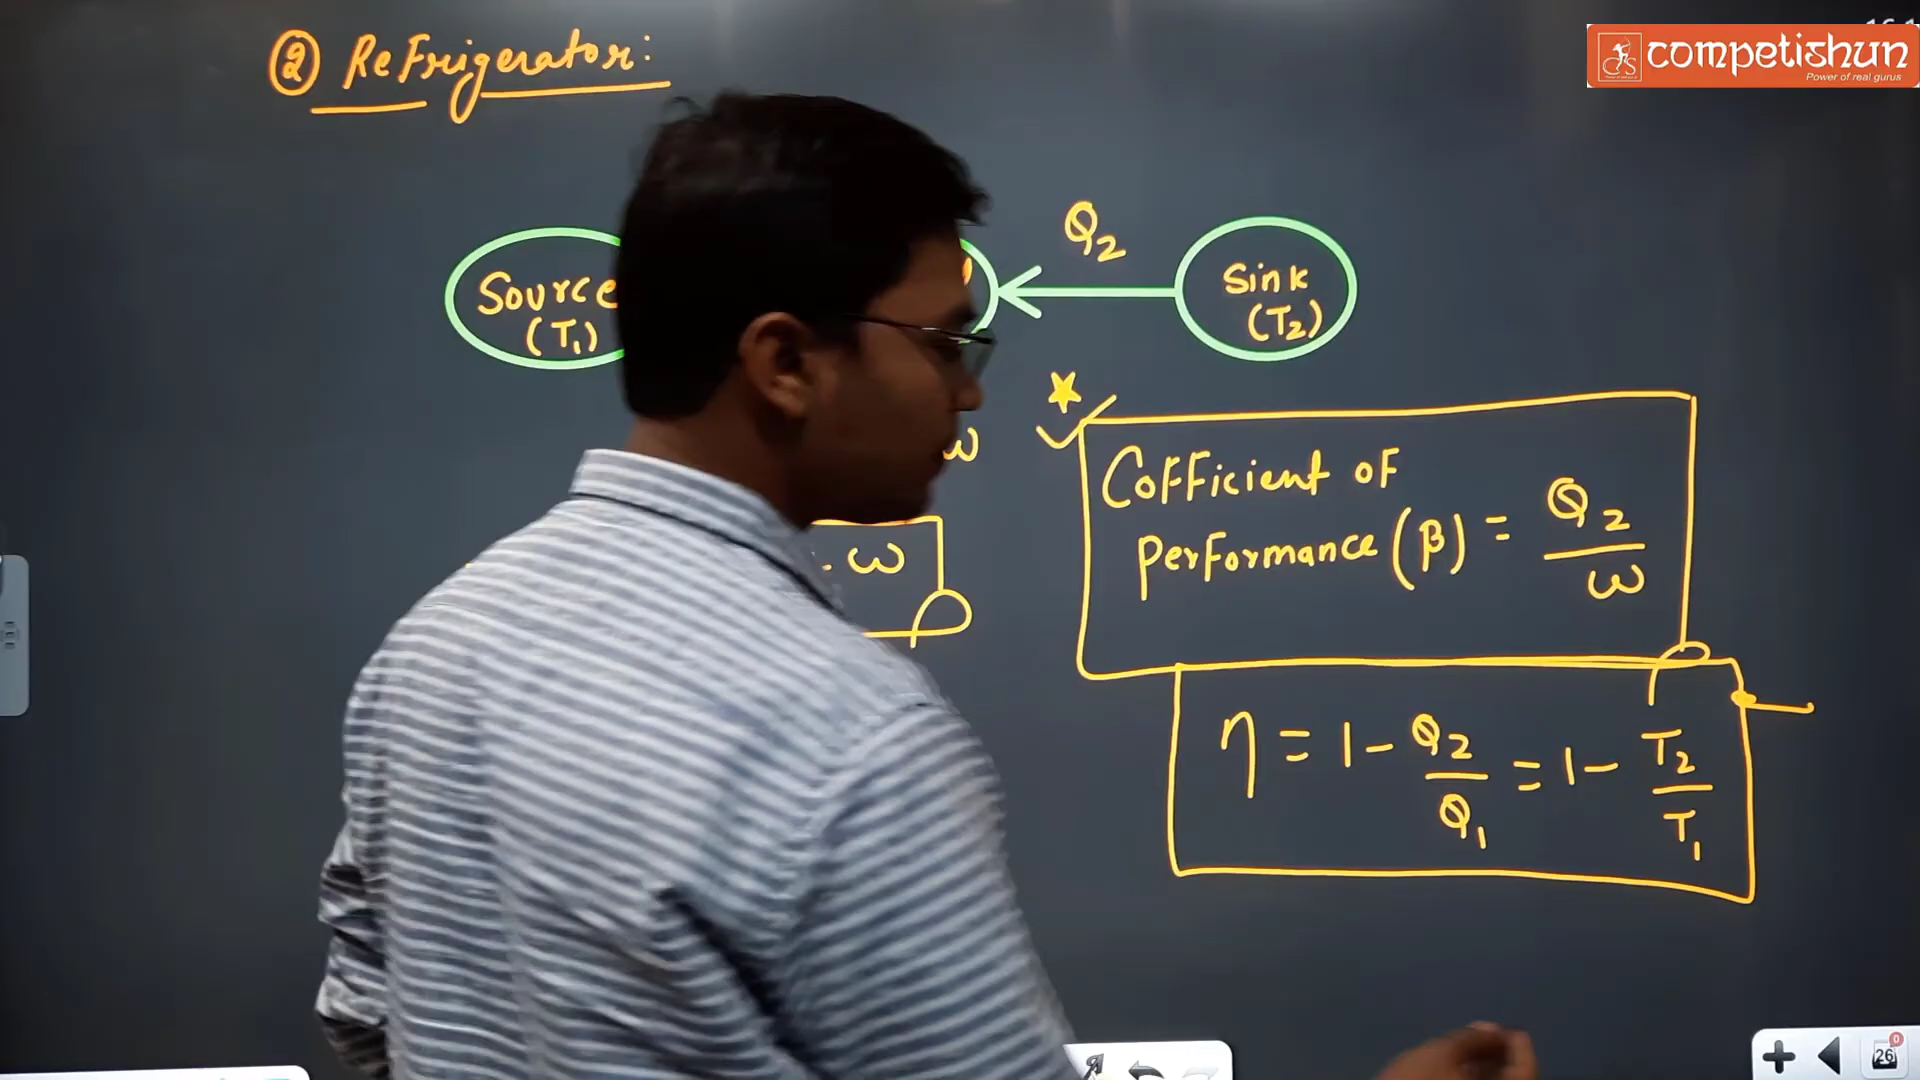 ② Refrigerator:
competishun
Power of real gurus
Q2
Source
(T1)
Sink
(T2)
ω
Cofficient of
performance (β) = Q2/ω
. ω
η = 1 - Q2/Q1 = 1 - T2/T1
26